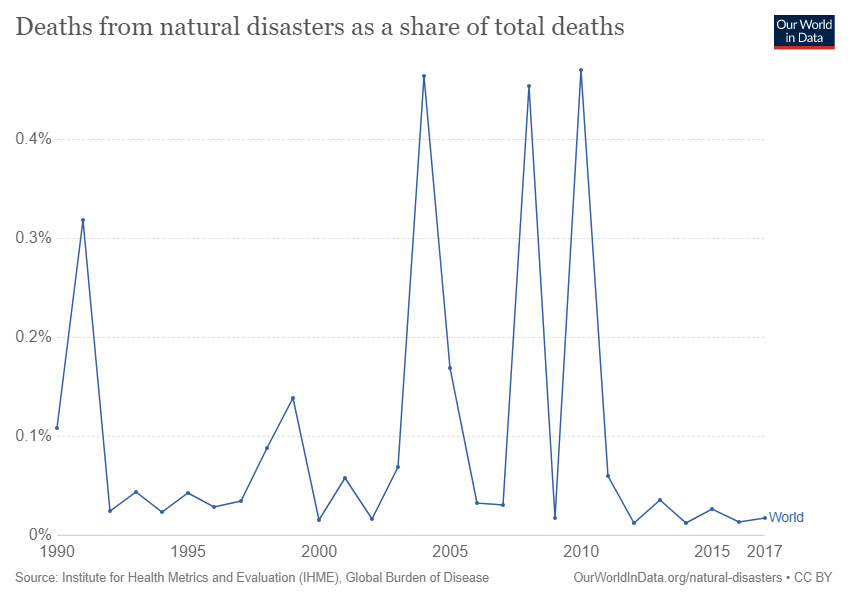 Deaths from natural disasters as a share of total deaths
Our World
in Data
0.4%
0.3%
0.2%
0.1%
0%
World
1990 1995 2000 2005 2010 2015 2017
Source: Institute for Health Metrics and Evaluation (IHME), Global Burden of Disease
OurWorldInData.org/natural-disasters • CC BY